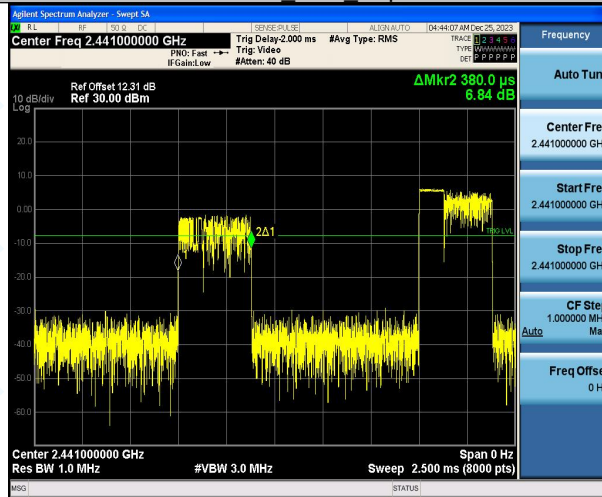 Agilent Spectrum Analyzer - Swept SA
RL RF 50 Ω DC SENSE:PULSE ALIGN AUTO 04:44:07 AM Dec 25, 2023
Center Freq 2.441000000 GHz
PNO: Fast
IFGain:Low
Trig Delay-2.000 ms
Trig: Video
#Atten: 40 dB
#Avg Type: RMS
TRACE 1 2 3 4 5 6
TYPE
DET P P P P P P
Frequency
Ref Offset 12.31 dB
Ref 30.00 dBm
10 dB/div
Log
ΔMkr2 380.0 µs
6.84 dB
20.0
10.0
0.00
-10.0
-20.0
-30.0
-40.0
-50.0
-60.0
2Δ1
TRIG LVL
Auto Tun
Center Fre
2.441000000 GH
Start Fre
2.441000000 GH
Stop Fre
2.441000000 GH
CF Ste
1.000000 MH
Auto Ma
Freq Offse
0 H
Center 2.441000000 GHz
Span 0 Hz
Res BW 1.0 MHz
#VBW 3.0 MHz
Sweep 2.500 ms (8000 pts)
MSG
STATUS